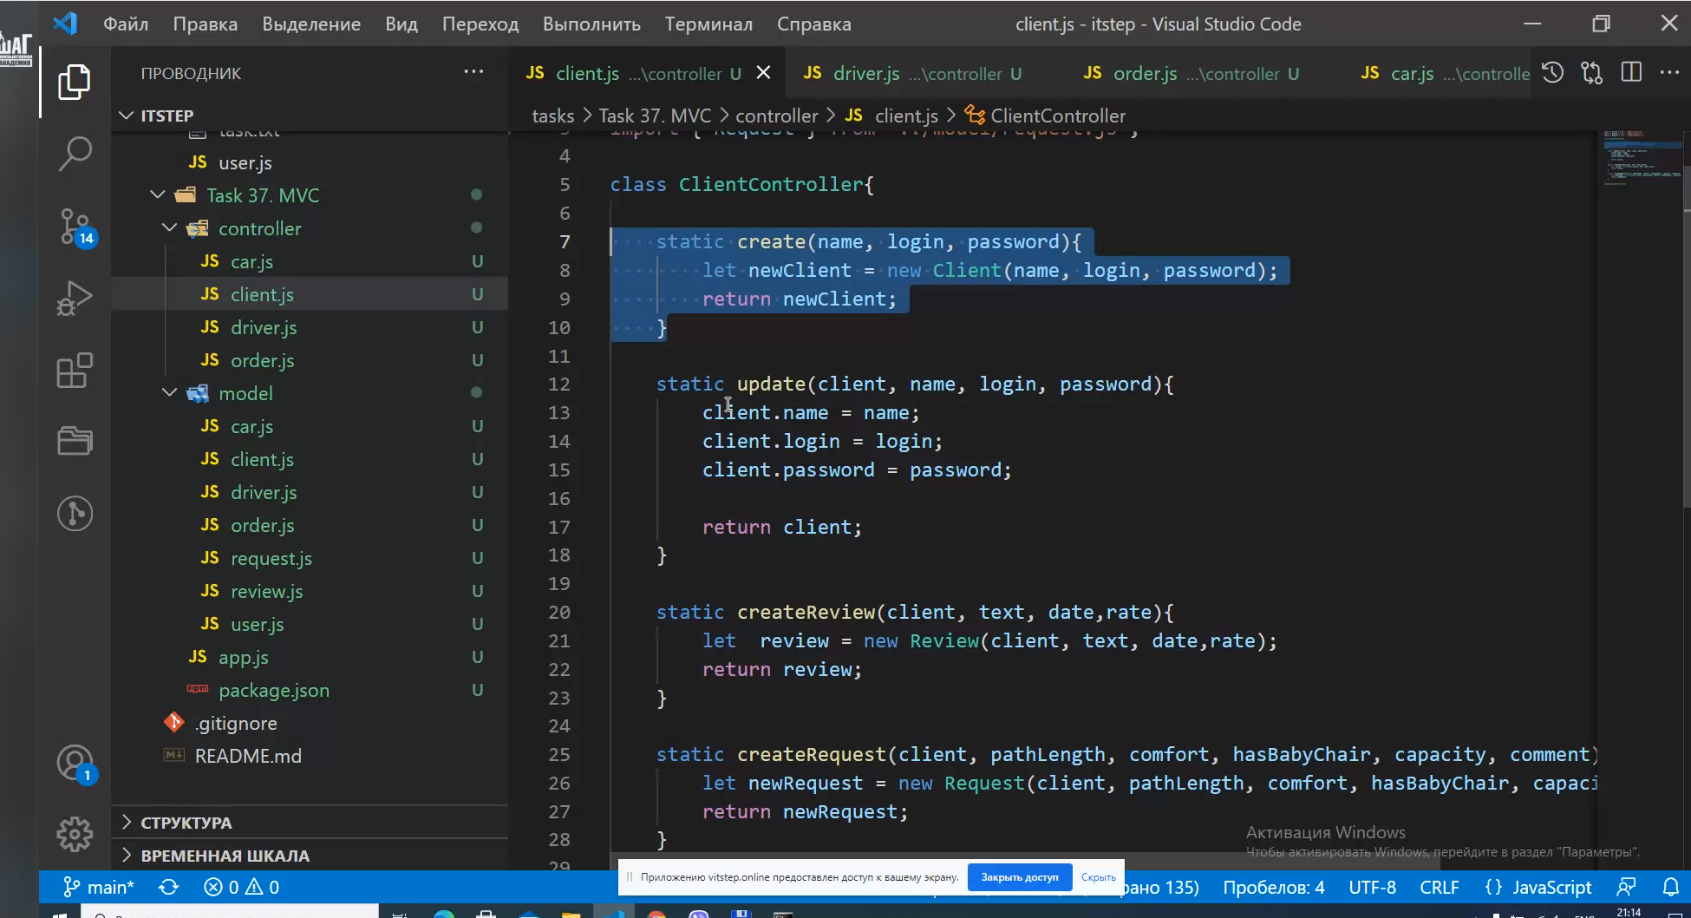 ШАГ
АКАДЕМИЯ
Файл Правка Выделение Вид Переход Выполнить Терминал Справка
client.js - itstep - Visual Studio Code
ПРОВОДНИК
JS client.js ...\controller U
JS driver.js ...\controller U
JS order.js ...\controller U
JS car.js ...\controlle
ITSTEP
tasks > Task 37. MVC > controller > JS client.js > ClientController
task.txt
JS user.js
Task 37. MVC
controller
JS car.js U
JS client.js U
JS driver.js U
JS order.js U
model
JS car.js U
JS client.js U
JS driver.js U
JS order.js U
JS request.js U
JS review.js U
JS user.js U
JS app.js U
package.json U
.gitignore
README.md
СТРУКТУРА
ВРЕМЕННАЯ ШКАЛА
14
1
3 import { Request } from '../model/request.js';
4
5 class ClientController{
6
7 static create(name, login, password){
8 let newClient = new Client(name, login, password);
9 return newClient;
10 }
11
12 static update(client, name, login, password){
13 client.name = name;
14 client.login = login;
15 client.password = password;
16
17 return client;
18 }
19
20 static createReview(client, text, date,rate){
21 let  review = new Review(client, text, date,rate);
22 return review;
23 }
24
25 static createRequest(client, pathLength, comfort, hasBabyChair, capacity, comment)
26 let newRequest = new Request(client, pathLength, comfort, hasBabyChair, capaci
27 return newRequest;
28 }
29
Активация Windows
Чтобы активировать Windows, перейдите в раздел "Параметры".
Приложению vitstep.online предоставлен доступ к вашему экрану. Закрыть доступ Скрыть
main* 0 0 рано 135) Пробелов: 4 UTF-8 CRLF {} JavaScript
21:14